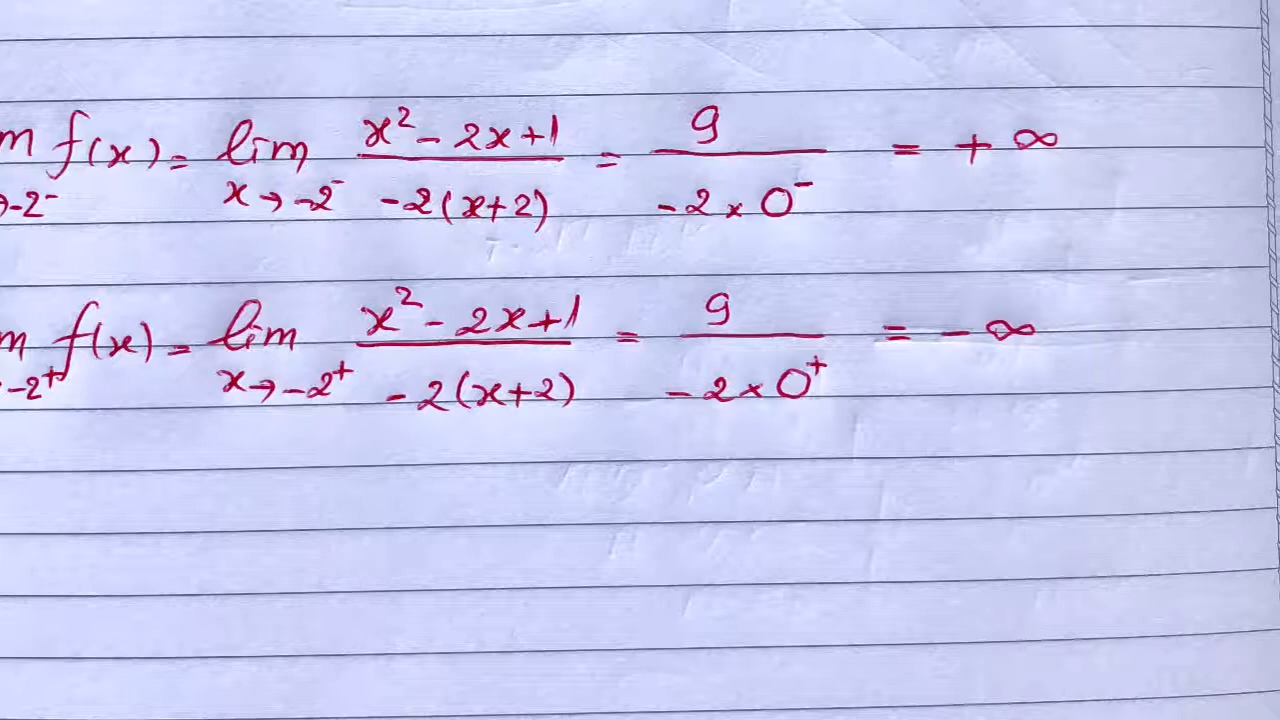 m f(x) = lim x→-2⁻ (x² - 2x + 1)/(-2(x+2)) = 9/(-2 × 0⁻) = + ∞
→-2⁻
m f(x) = lim x→-2⁺ (x² - 2x + 1)/(-2(x+2)) = 9/(-2 × 0⁺) = - ∞
→-2⁺